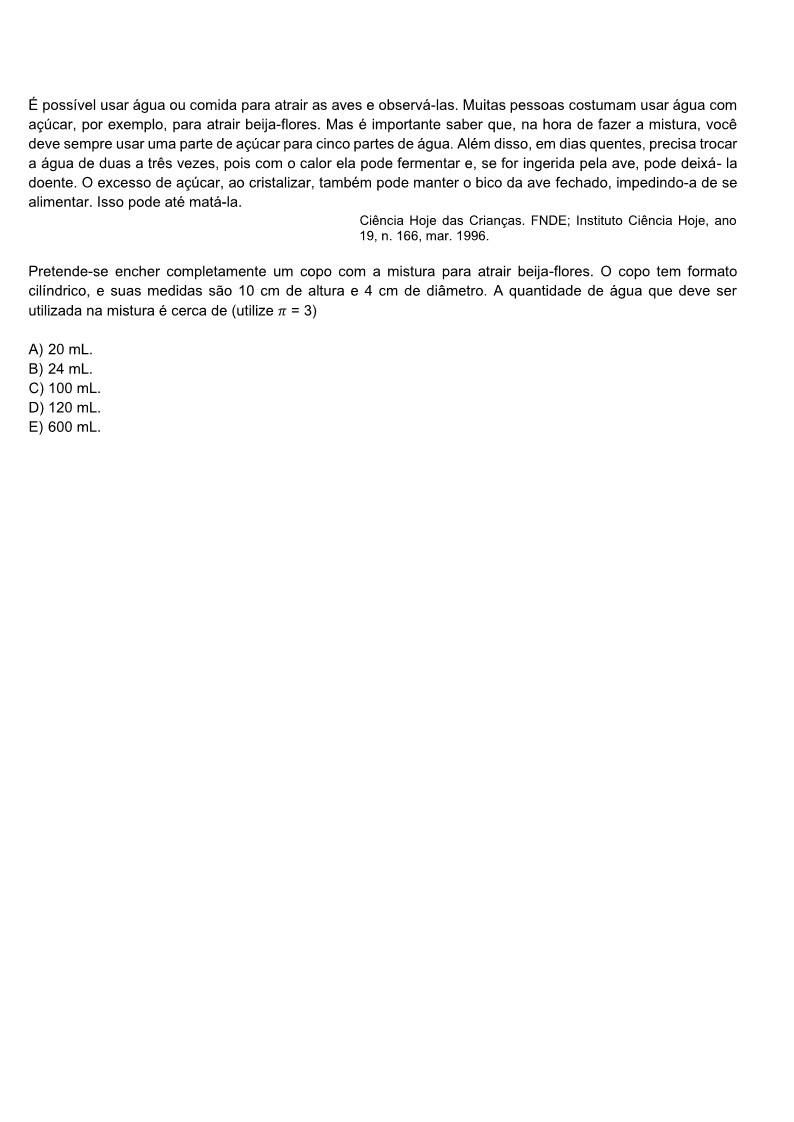 É possível usar água ou comida para atrair as aves e observá-las. Muitas pessoas costumam usar água com
açúcar, por exemplo, para atrair beija-flores. Mas é importante saber que, na hora de fazer a mistura, você
deve sempre usar uma parte de açúcar para cinco partes de água. Além disso, em dias quentes, precisa trocar
a água de duas a três vezes, pois com o calor ela pode fermentar e, se for ingerida pela ave, pode deixá- la
doente. O excesso de açúcar, ao cristalizar, também pode manter o bico da ave fechado, impedindo-a de se
alimentar. Isso pode até matá-la.
Ciência Hoje das Crianças. FNDE; Instituto Ciência Hoje, ano
19, n. 166, mar. 1996.
Pretende-se encher completamente um copo com a mistura para atrair beija-flores. O copo tem formato
cilíndrico, e suas medidas são 10 cm de altura e 4 cm de diâmetro. A quantidade de água que deve ser
utilizada na mistura é cerca de (utilize π = 3)
A) 20 mL.
B) 24 mL.
C) 100 mL.
D) 120 mL.
E) 600 mL.